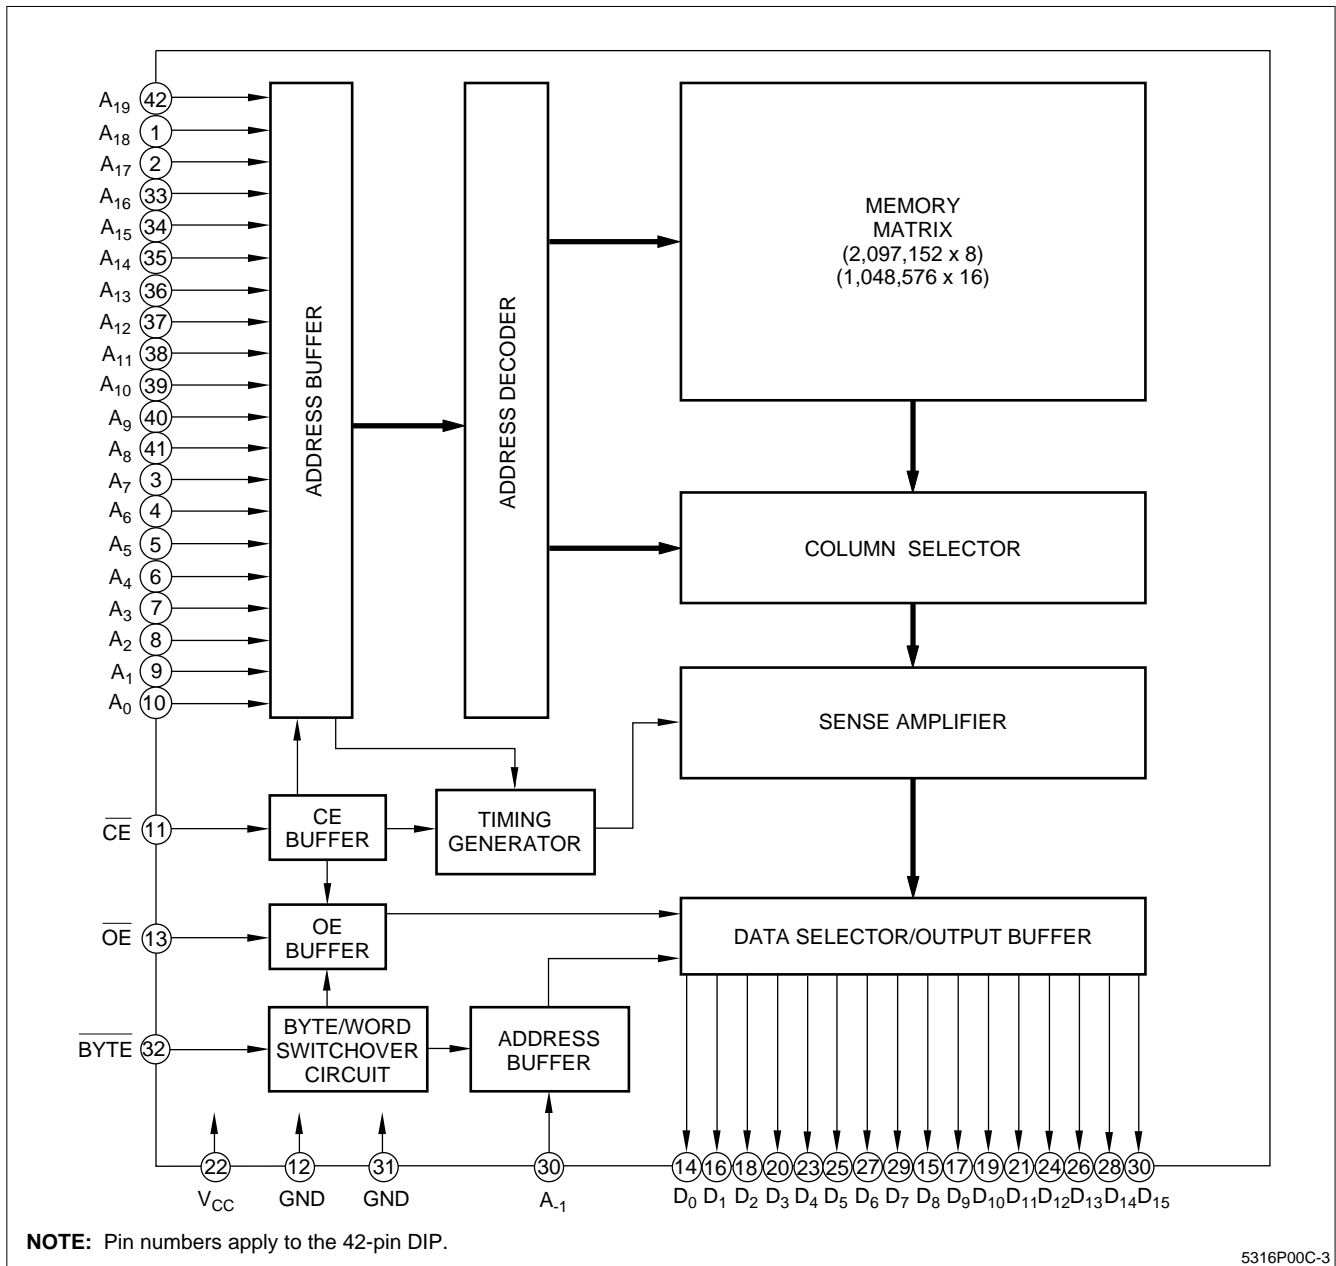 A19 42
A18 1
A17 2
A16 33
A15 34
A14 35
A13 36
A12 37
A11 38
A10 39
A9 40
A8 41
A7 3
A6 4
A5 5
A4 6
A3 7
A2 8
A1 9
A0 10
ADDRESS BUFFER
ADDRESS DECODER
MEMORY
MATRIX
(2,097,152 x 8)
(1,048,576 x 16)
COLUMN SELECTOR
SENSE AMPLIFIER
CE 11
CE
BUFFER
TIMING
GENERATOR
OE 13
OE
BUFFER
DATA SELECTOR/OUTPUT BUFFER
BYTE 32
BYTE/WORD
SWITCHOVER
CIRCUIT
ADDRESS
BUFFER
22 12 31 30 14 16 18 20 23 25 27 29 15 17 19 21 24 26 28 30
VCC GND GND A-1 D0 D1 D2 D3 D4 D5 D6 D7 D8 D9 D10 D11 D12 D13 D14 D15
NOTE: Pin numbers apply to the 42-pin DIP.
5316P00C-3